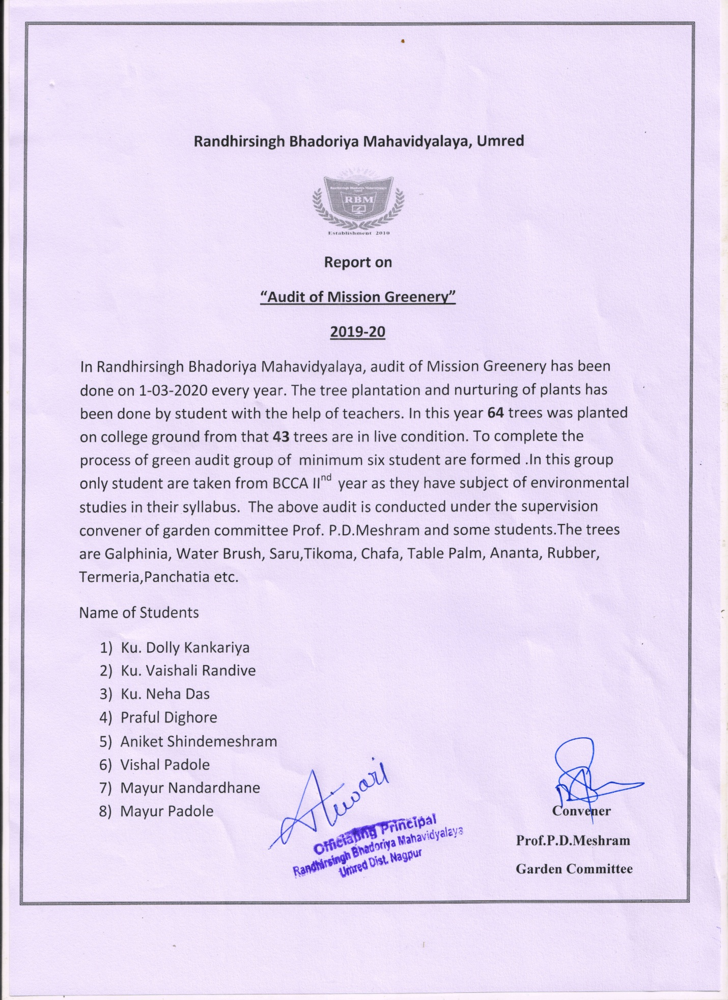 Randhirsingh Bhadoriya Mahavidyalaya, Umred
Randhirsingh Bhadoriya Mahavidyalaya
RBM
Establishment 2010
Report on
“Audit of Mission Greenery”
2019-20
In Randhirsingh Bhadoriya Mahavidyalaya, audit of Mission Greenery has been
done on 1-03-2020 every year. The tree plantation and nurturing of plants has
been done by student with the help of teachers. In this year 64 trees was planted
on college ground from that 43 trees are in live condition. To complete the
process of green audit group of  minimum six student are formed .In this group
only student are taken from BCCA IInd  year as they have subject of environmental
studies in their syllabus.  The above audit is conducted under the supervision
convener of garden committee Prof. P.D.Meshram and some students.The trees
are Galphinia, Water Brush, Saru,Tikoma, Chafa, Table Palm, Ananta, Rubber,
Termeria,Panchatia etc.
Name of Students
1) Ku. Dolly Kankariya
2) Ku. Vaishali Randive
3) Ku. Neha Das
4) Praful Dighore
5) Aniket Shindemeshram
6) Vishal Padole
7) Mayur Nandardhane
8) Mayur Padole
Officiating Principal
Randhirsingh Bhadoriya Mahavidyalaya
Umred Dist. Nagpur
Convener
Prof.P.D.Meshram
Garden Committee